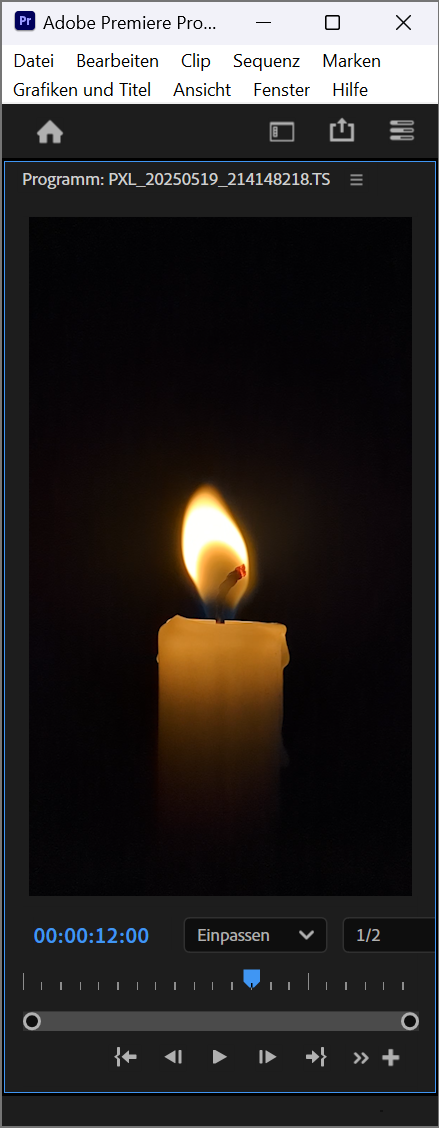 Pr Adobe Premiere Pro...
Datei Bearbeiten Clip Sequenz Marken
Grafiken und Titel Ansicht Fenster Hilfe
Programm: PXL_20250519_214148218.TS
00:00:12:00 Einpassen 1/2